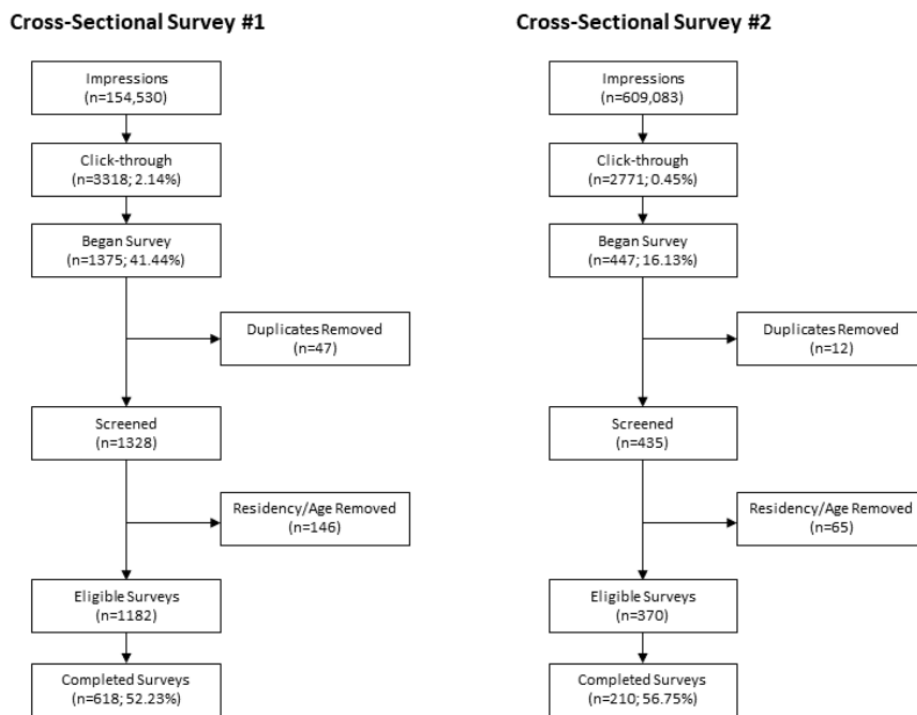 Cross-Sectional Survey #1
Impressions
(n=154,530)
Click-through
(n=3318; 2.14%)
Began Survey
(n=1375; 41.44%)
Duplicates Removed
(n=47)
Screened
(n=1328)
Residency/Age Removed
(n=146)
Eligible Surveys
(n=1182)
Completed Surveys
(n=618; 52.23%)
Cross-Sectional Survey #2
Impressions
(n=609,083)
Click-through
(n=2771; 0.45%)
Began Survey
(n=447; 16.13%)
Duplicates Removed
(n=12)
Screened
(n=435)
Residency/Age Removed
(n=65)
Eligible Surveys
(n=370)
Completed Surveys
(n=210; 56.75%)